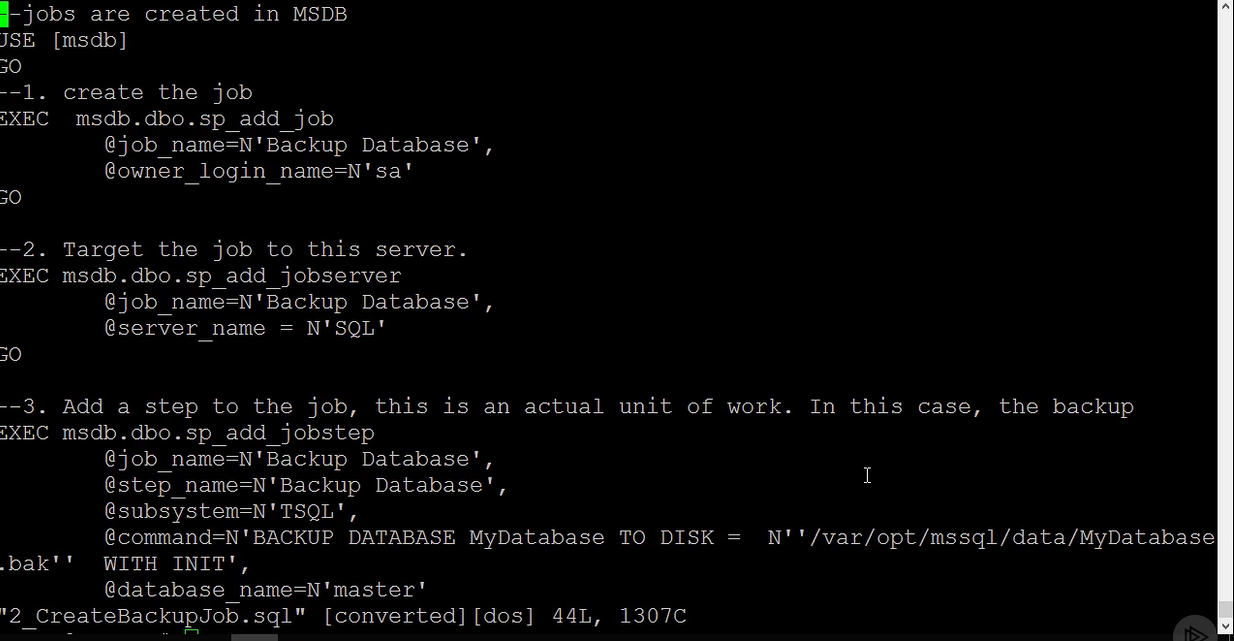 --jobs are created in MSDB
USE [msdb]
GO
--1. create the job
EXEC  msdb.dbo.sp_add_job
        @job_name=N'Backup Database',
        @owner_login_name=N'sa'
GO

--2. Target the job to this server.
EXEC msdb.dbo.sp_add_jobserver
        @job_name=N'Backup Database',
        @server_name = N'SQL'
GO

--3. Add a step to the job, this is an actual unit of work. In this case, the backup
EXEC msdb.dbo.sp_add_jobstep
        @job_name=N'Backup Database',
        @step_name=N'Backup Database',
        @subsystem=N'TSQL',
        @command=N'BACKUP DATABASE MyDatabase TO DISK =  N''/var/opt/mssql/data/MyDatabase
.bak''  WITH INIT',
        @database_name=N'master'
"2_CreateBackupJob.sql" [converted][dos] 44L, 1307C